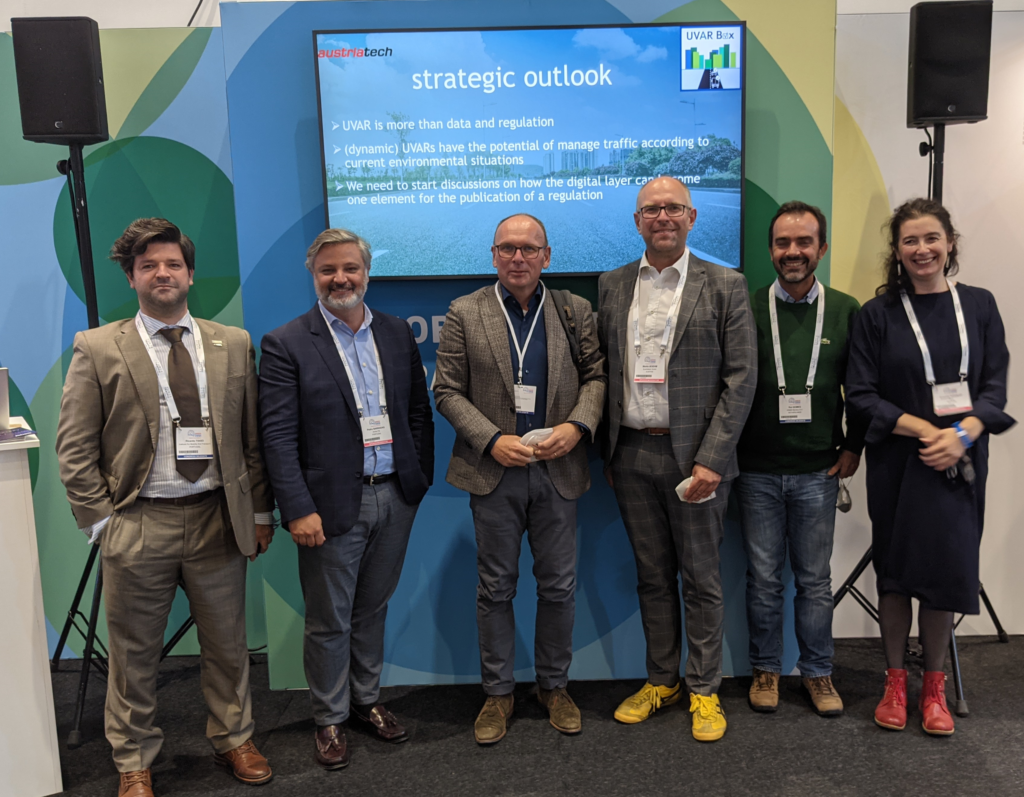 austriatech
UVAR Box
strategic outlook
➢ UVAR is more than data and regulation
➢ (dynamic) UVARs have the potential of manage traffic according to
current environmental situations
➢ We need to start discussions on how the digital layer can
one element for the publication of a regulation